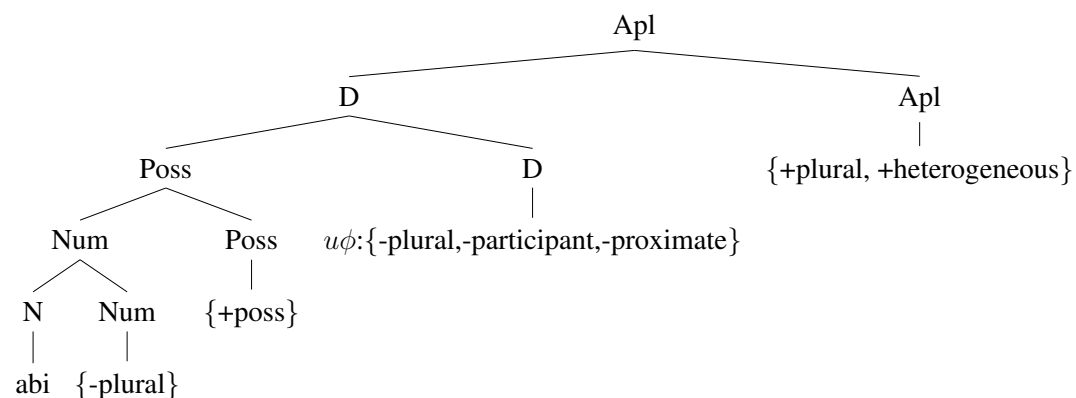 Apl
D Apl
Poss D {+plural, +heterogeneous}
Num Poss uϕ:{-plural,-participant,-proximate}
N Num {+poss}
abi {-plural}